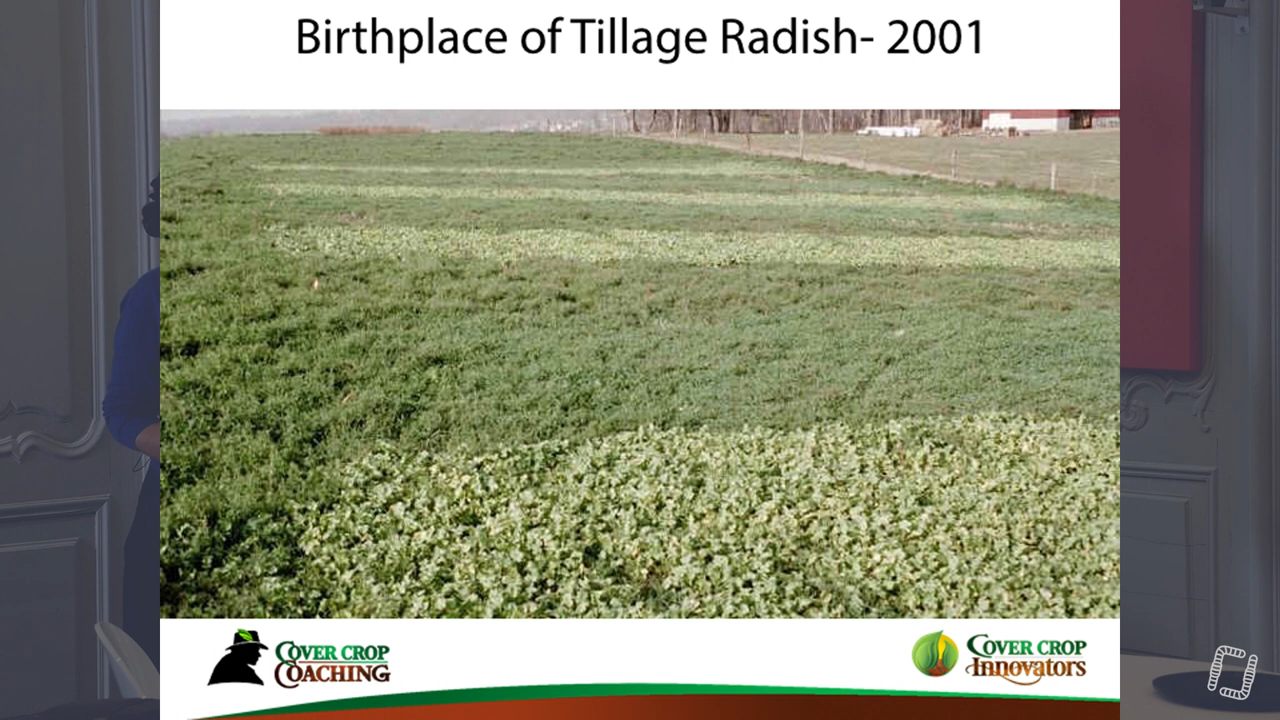 Birthplace of Tillage Radish- 2001
COVER CROP
COACHING
COVER CROP
INNOVATORS